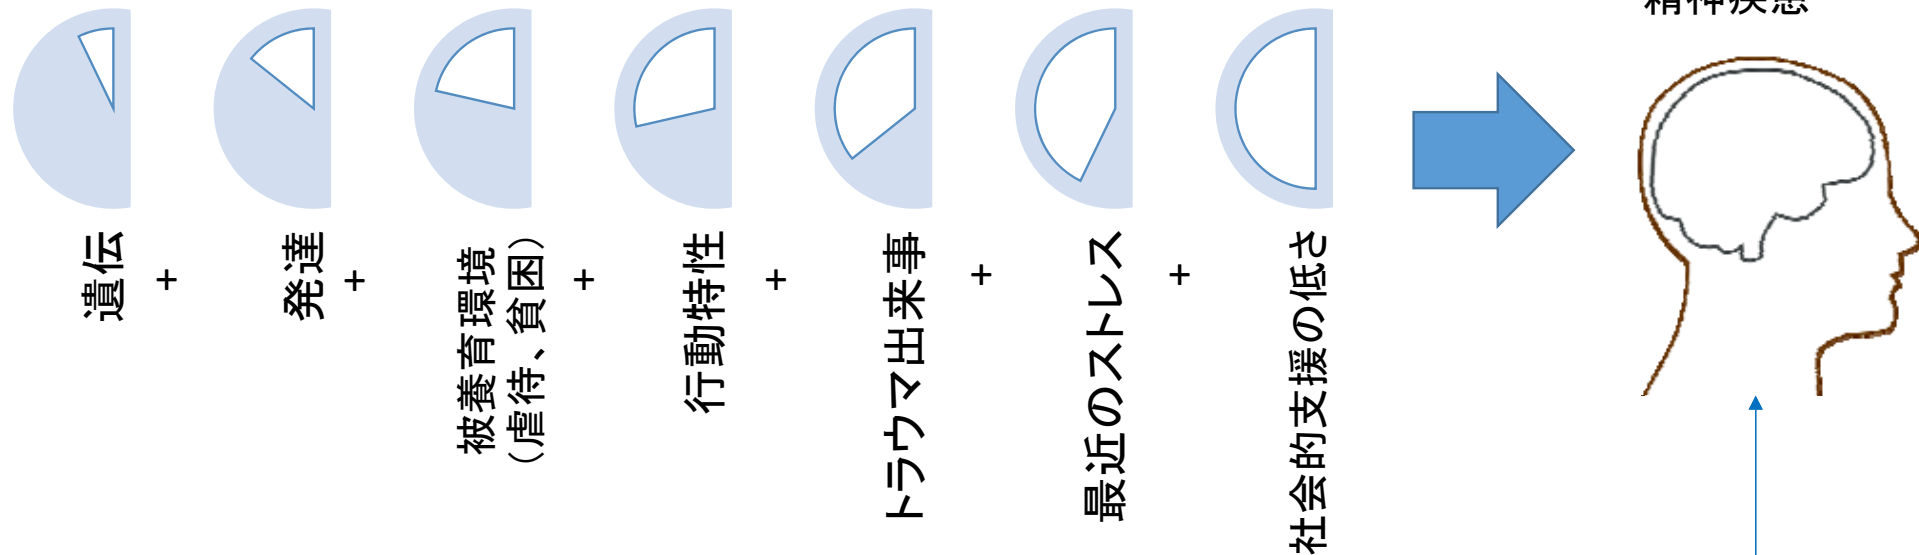 精神疾患
遺伝
+
発達
+
被養育環境
（虐待、貧困）
+
行動特性
+
トラウマ出来事
+
最近のストレス
+
社会的支援の低さ